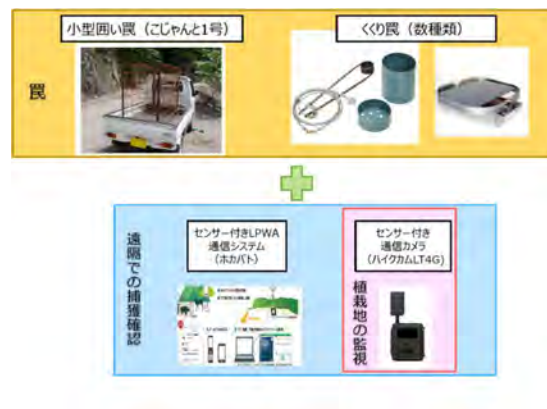 小型囲い罠（こじゃんと1号）
くくり罠（数種類）
罠
遠隔での捕獲確認
センサー付きLPWA
通信システム
（ホカパト）
センサー付き
通信カメラ
（ハイクカムLT4G)
植栽地の監視